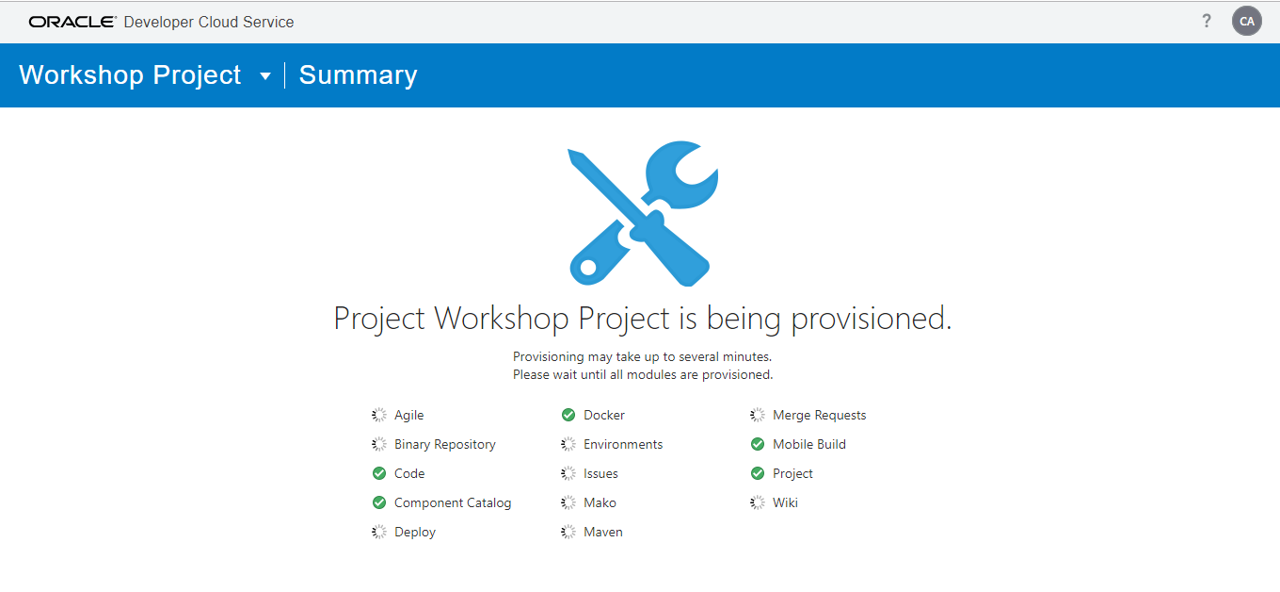 ORACLE® Developer Cloud Service
? CA
Workshop Project Summary
Project Workshop Project is being provisioned.
Provisioning may take up to several minutes.
Please wait until all modules are provisioned.
Agile
Binary Repository
Code
Component Catalog
Deploy
Docker
Environments
Issues
Mako
Maven
Merge Requests
Mobile Build
Project
Wiki